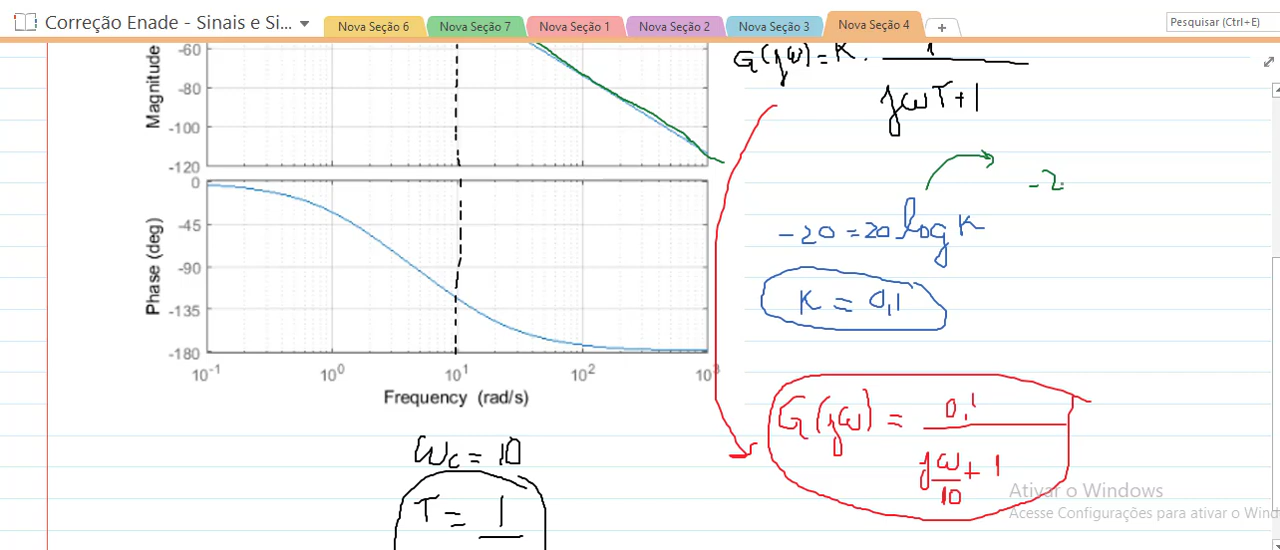 Correção Enade - Sinais e Si...
Nova Seção 6
Nova Seção 7
Nova Seção 1
Nova Seção 2
Nova Seção 3
Nova Seção 4
Pesquisar (Ctrl+E)
Magnitude
-60
-80
-100
-120
Phase (deg)
0
-45
-90
-135
-180
10^-1
10^0
10^1
10^2
10^3
Frequency (rad/s)
ωc = 10
T = 1
G(jω) = K . 1
jωT+1
-2
-20 = 20 log K
K = 0,1
G(jω) = 0,1
jω + 1
10
Ativar o Windows
Acesse Configurações para ativar o Wind